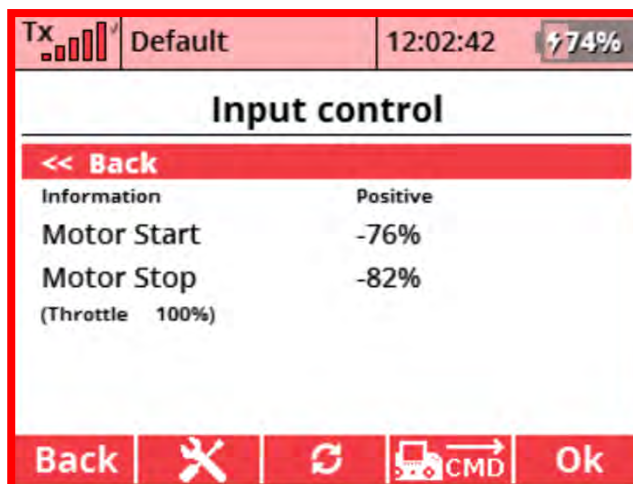 Tx Default 12:02:42 74%
Input control
<< Back
Information Positive
Motor Start -76%
Motor Stop -82%
(Throttle 100%)
Back CMD Ok